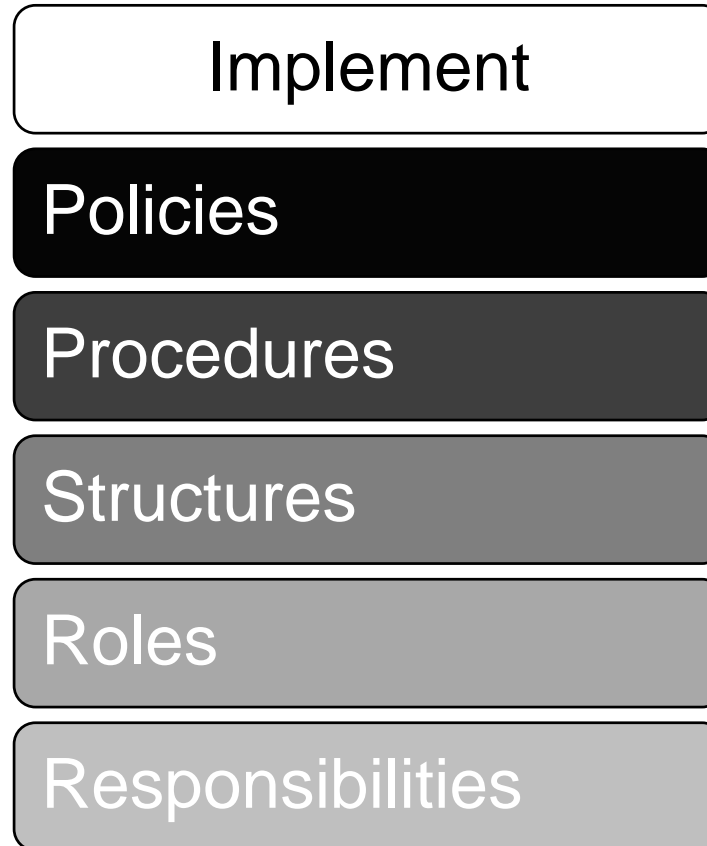 Implement
Policies
Procedures
Structures
Roles
Responsibilities